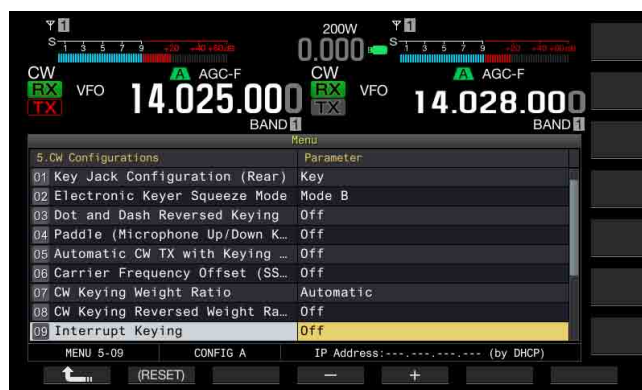 1 200W 1
S 1 3 5 7 9 +20 +40 +60dB 0.000 S 1 3 5 7 9 +20 +40 +60dB
CW A AGC-F CW A AGC-F
RX VFO 14.025.000 RX VFO 14.028.000
TX TX
BAND 1 BAND 1
Menu
5.CW Configurations Parameter
01 Key Jack Configuration (Rear) Key
02 Electronic Keyer Squeeze Mode Mode B
03 Dot and Dash Reversed Keying Off
04 Paddle (Microphone Up/Down K… Off
05 Automatic CW TX with Keying … Off
06 Carrier Frequency Offset (SS… Off
07 CW Keying Weight Ratio Automatic
08 CW Keying Reversed Weight Ra… Off
09 Interrupt Keying Off
MENU 5-09 CONFIG A IP Address:---.---.---.--- (by DHCP)
(RESET) − +